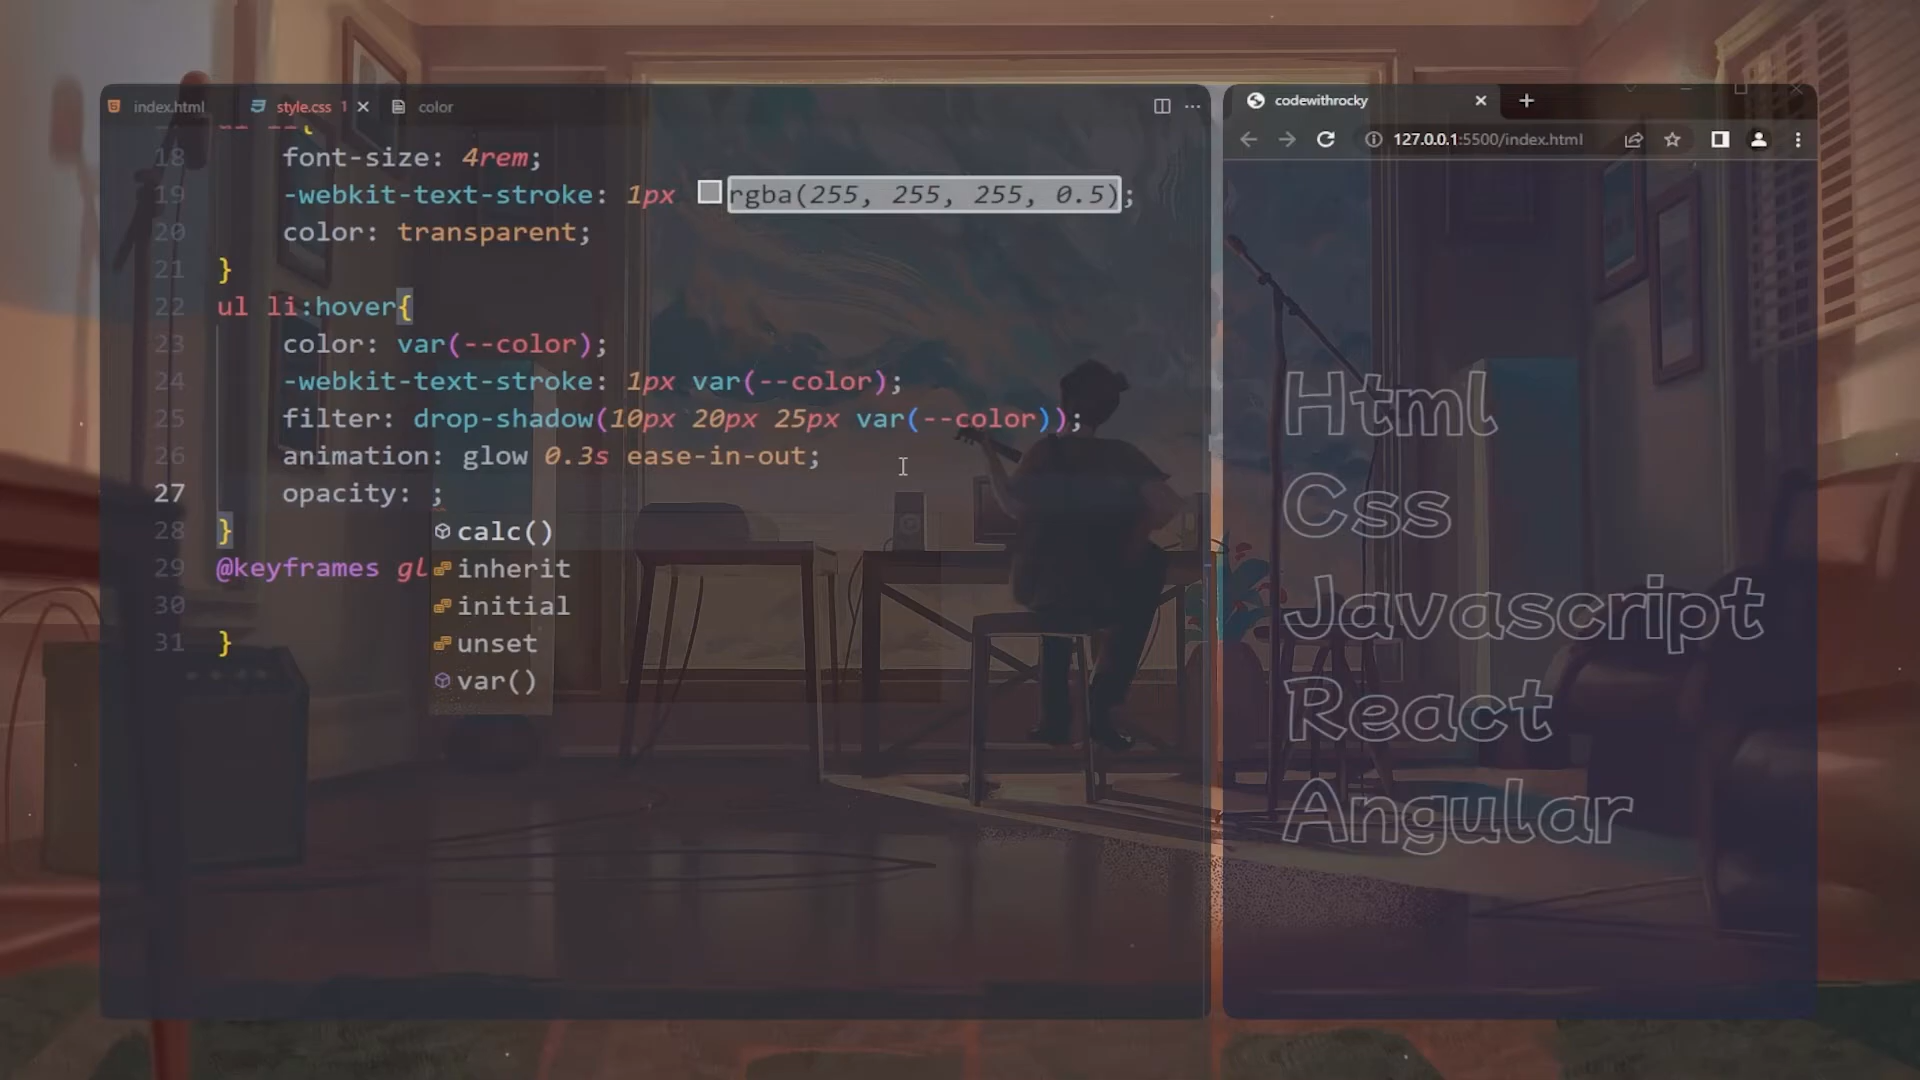 index.html style.css 1 color
18 font-size: 4rem;
19 -webkit-text-stroke: 1px rgba(255, 255, 255, 0.5);
20 color: transparent;
21 }
22 ul li:hover{
23 color: var(--color);
24 -webkit-text-stroke: 1px var(--color);
25 filter: drop-shadow(10px 20px 25px var(--color));
26 animation: glow 0.3s ease-in-out;
27 opacity: ;
28 }
29 @keyframes gl
30
31 }
calc()
inherit
initial
unset
var()
codewithrocky
127.0.0.1:5500/index.html
Html
Css
Javascript
React
Angular